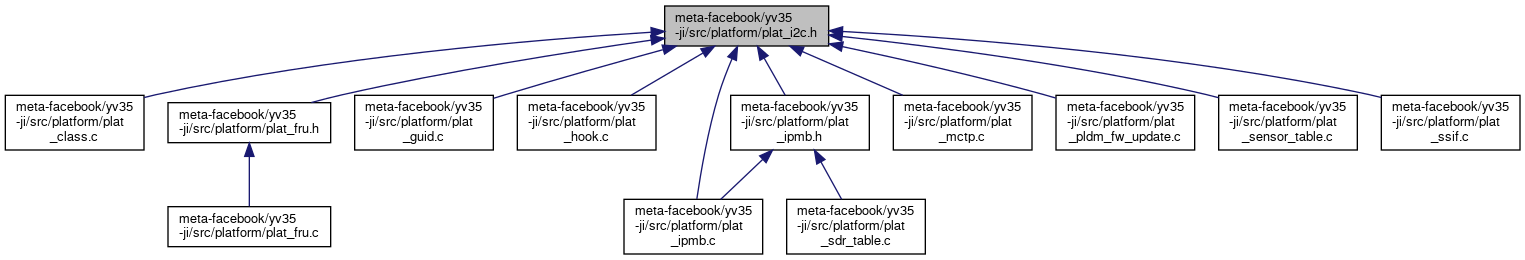 meta-facebook/yv35
-ji/src/platform/plat_i2c.h
meta-facebook/yv35
-ji/src/platform/plat
_class.c
meta-facebook/yv35
-ji/src/platform/plat_fru.h
meta-facebook/yv35
-ji/src/platform/plat
_guid.c
meta-facebook/yv35
-ji/src/platform/plat
_hook.c
meta-facebook/yv35
-ji/src/platform/plat
_ipmb.h
meta-facebook/yv35
-ji/src/platform/plat
_mctp.c
meta-facebook/yv35
-ji/src/platform/plat
_pldm_fw_update.c
meta-facebook/yv35
-ji/src/platform/plat
_sensor_table.c
meta-facebook/yv35
-ji/src/platform/plat
_ssif.c
meta-facebook/yv35
-ji/src/platform/plat_fru.c
meta-facebook/yv35
-ji/src/platform/plat
_ipmb.c
meta-facebook/yv35
-ji/src/platform/plat
_sdr_table.c